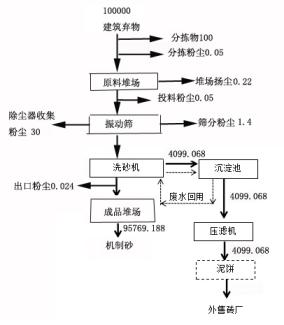 100000
建筑弃物
分拣物100
分拣粉尘0.05
原料堆场
堆场扬尘0.22
投料粉尘0.05
除尘器收集
粉尘 30
振动筛
筛分粉尘1.4
4099.068
洗砂机
沉淀池
出口粉尘0.024
废水回用
4099.068
成品堆场
压滤机
95769.188
4099.068
机制砂
泥饼
外售砖厂